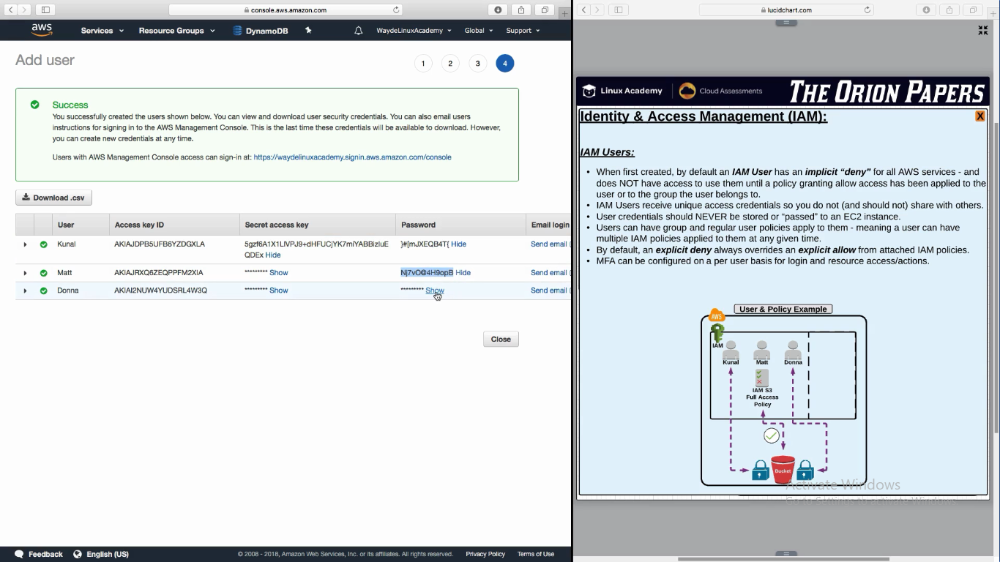 console.aws.amazon.com
aws
Services
Resource Groups
DynamoDB
WaydeLinuxAcademy
Global
Support
Add user
1 2 3 4
Success
You successfully created the users shown below. You can view and download user security credentials. You can also email users
instructions for signing in to the AWS Management Console. This is the last time these credentials will be available to download. However,
you can create new credentials at any time.
Users with AWS Management Console access can sign-in at: https://waydelinuxacademy.signin.aws.amazon.com/console
Download .csv
User Access key ID Secret access key Password Email login
Kunal AKIAJDPB5UFB6YZDGXLA Hide Send email
Hide
Matt AKIAJRXQ6ZEQPPFM2XIA ********* Show Hide Send email
Donna AKIAI2NUW4YUDSRL4W3Q ********* Show ********* Show Send email
Close
Feedback
English (US)
© 2008 - 2018, Amazon Web Services, Inc. or its affiliates. All rights reserved.
Privacy Policy
Terms of Use
lucidchart.com
Linux Academy
Cloud Assessments
THE ORION PAPERS
Identity & Access Management (IAM):
X
IAM Users:
• When first created, by default an IAM User has an implicit “deny” for all AWS services - and
does NOT have access to use them until a policy granting allow access has been applied to the
user or to the group the user belongs to.
• IAM Users receive unique access credentials so you do not (and should not) share with others.
• User credentials should NEVER be stored or “passed” to an EC2 instance.
• Users can have group and regular user policies apply to them - meaning a user can have
multiple IAM policies applied to them at any given time.
• By default, an explicit deny always overrides an explicit allow from attached IAM policies.
• MFA can be configured on a per user basis for login and resource access/actions.
User & Policy Example
AWS
IAM
Kunal
Matt
Donna
IAM S3
Full Access
Policy
Bucket
Activate Windows
Go to Settings to activate Windows.